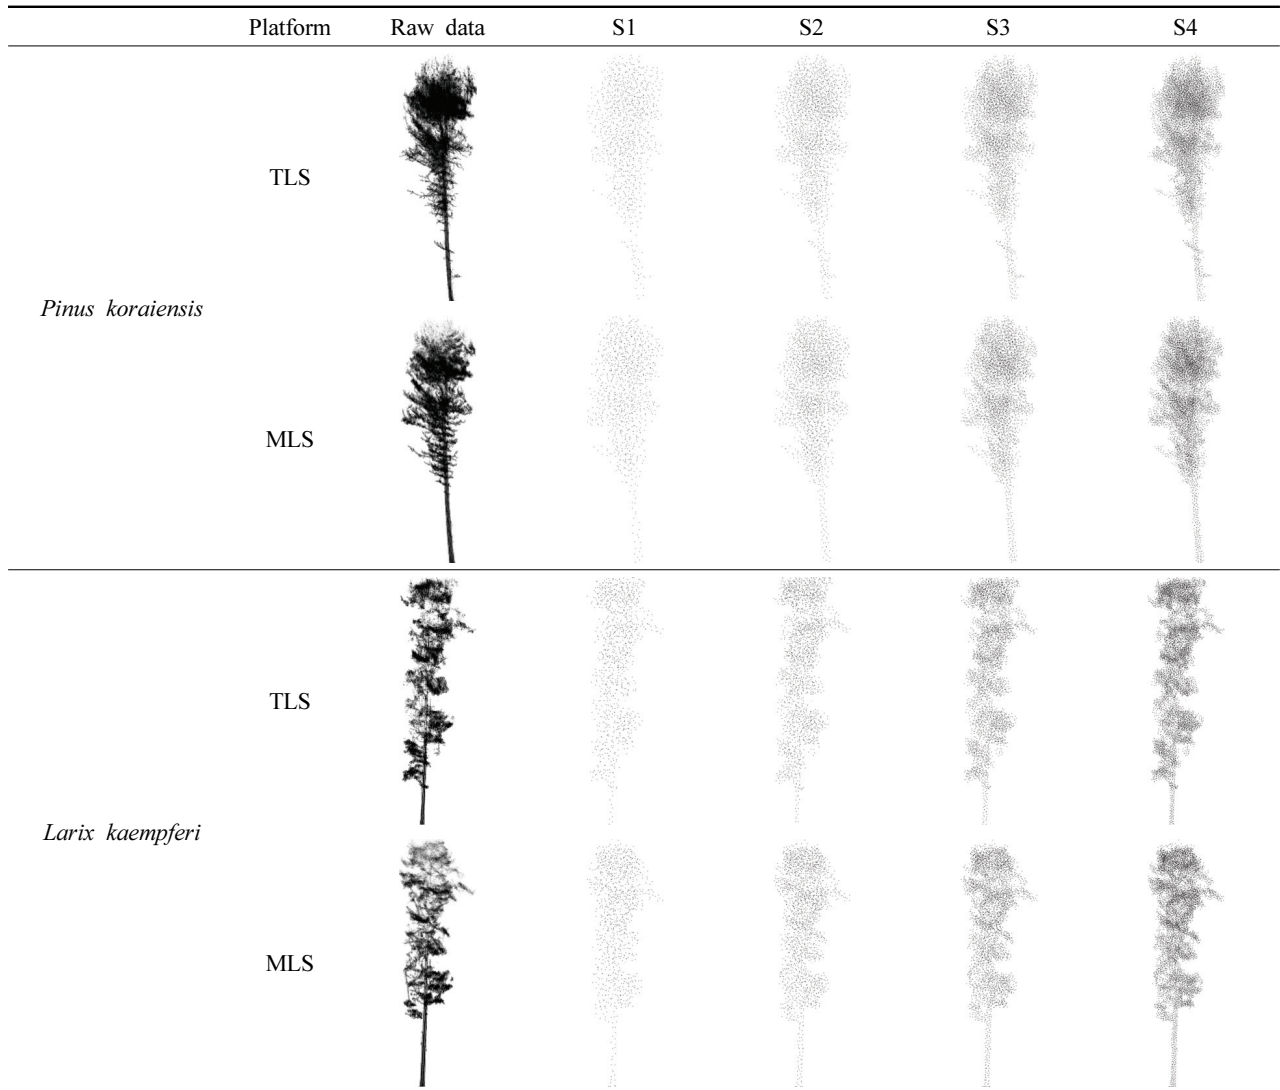 Platform Raw data S1 S2 S3 S4
TLS
Pinus koraiensis
MLS
TLS
Larix kaempferi
MLS